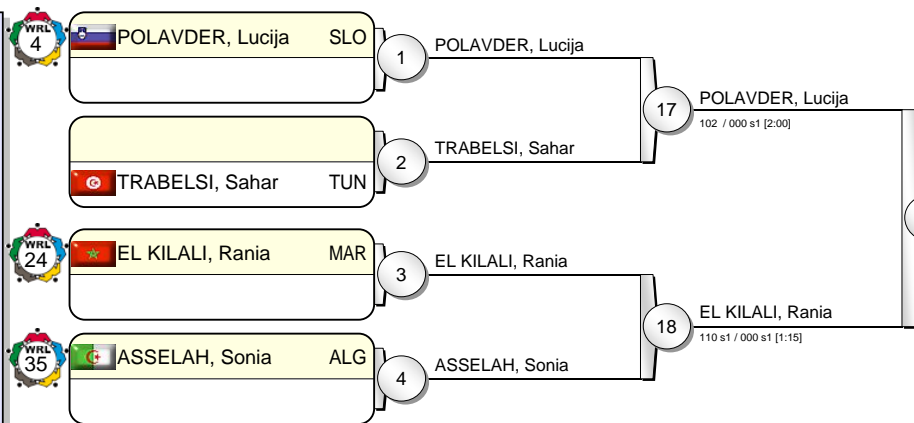 WRL
4
POLAVDER, Lucija SLO
1
POLAVDER, Lucija
17
POLAVDER, Lucija
102 / 000 s1 [2:00]
2
TRABELSI, Sahar
TRABELSI, Sahar TUN
WRL
24
EL KILALI, Rania MAR
3
EL KILALI, Rania
18
EL KILALI, Rania
110 s1 / 000 s1 [1:15]
WRL
35
ASSELAH, Sonia ALG
4
ASSELAH, Sonia